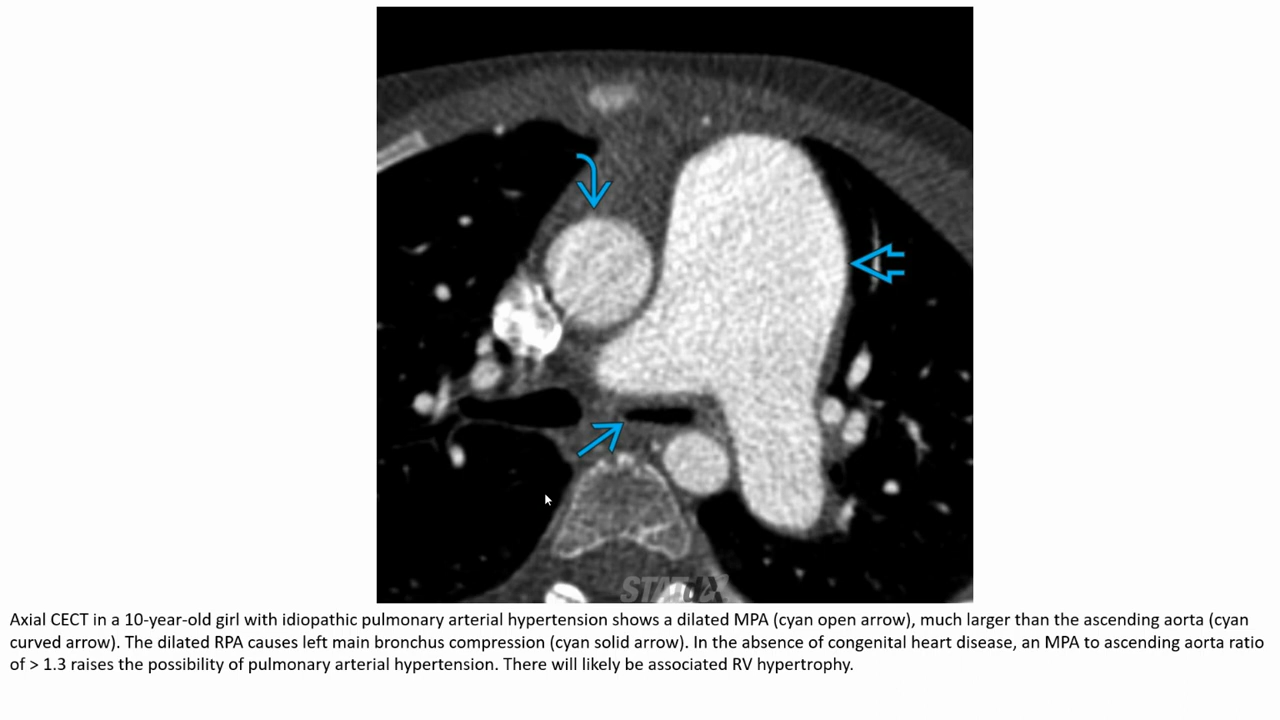 STATdx
Axial CECT in a 10-year-old girl with idiopathic pulmonary arterial hypertension shows a dilated MPA (cyan open arrow), much larger than the ascending aorta (cyan
curved arrow). The dilated RPA causes left main bronchus compression (cyan solid arrow). In the absence of congenital heart disease, an MPA to ascending aorta ratio
of > 1.3 raises the possibility of pulmonary arterial hypertension. There will likely be associated RV hypertrophy.